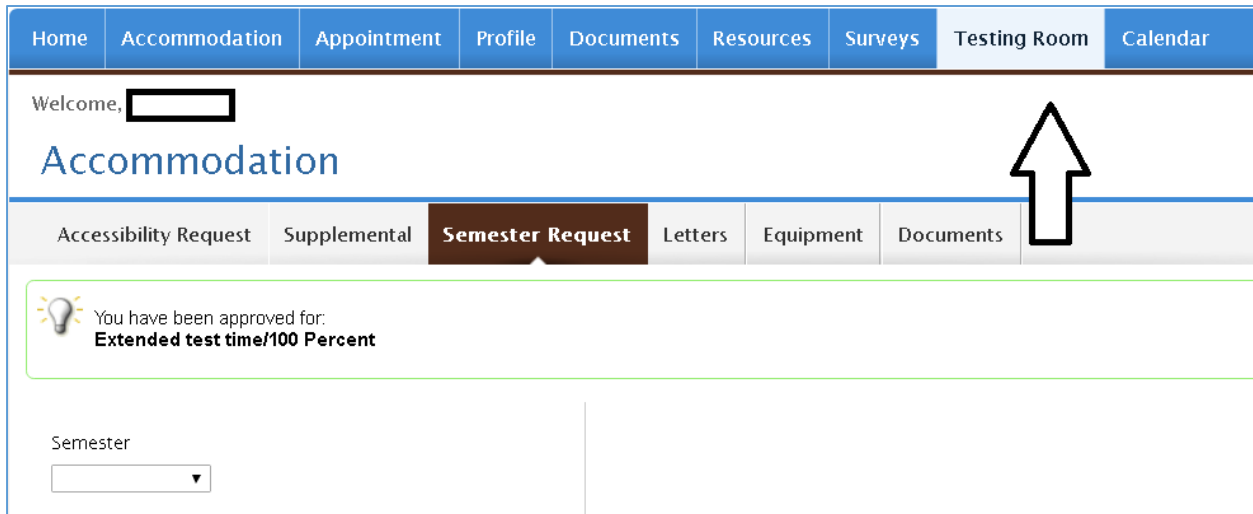 Home Accommodation Appointment Profile Documents Resources Surveys Testing Room Calendar
Welcome,
Accommodation
Accessibility Request Supplemental Semester Request Letters Equipment Documents
You have been approved for:
Extended test time/100 Percent
Semester